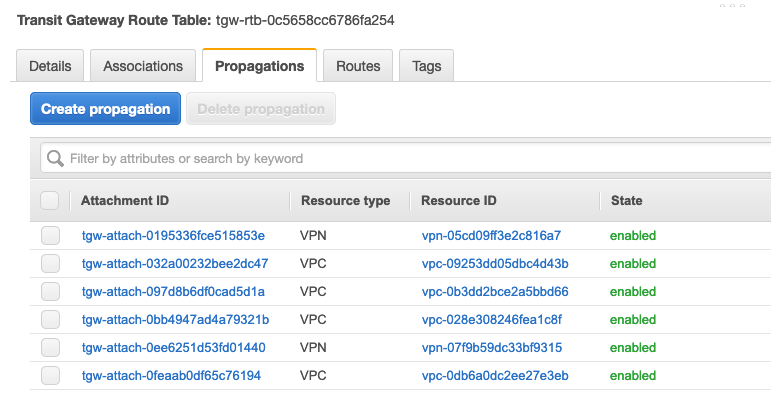 Transit Gateway Route Table: tgw-rtb-0c5658cc6786fa254
Details Associations Propagations Routes Tags
Create propagation Delete propagation
Filter by attributes or search by keyword
Attachment ID Resource type Resource ID State
tgw-attach-0195336fce515853e VPN vpn-05cd09ff3e2c816a7 enabled
tgw-attach-032a00232bee2dc47 VPC vpc-09253dd05dbc4d43b enabled
tgw-attach-097d8b6df0cad5d1a VPC vpc-0b3dd2bce2a5bbd66 enabled
tgw-attach-0bb4947ad4a79321b VPC vpc-028e308246fea1c8f enabled
tgw-attach-0ee6251d53fd01440 VPN vpn-07f9b59dc33bf9315 enabled
tgw-attach-0feaab0df65c76194 VPC vpc-0db6a0dc2ee27e3eb enabled